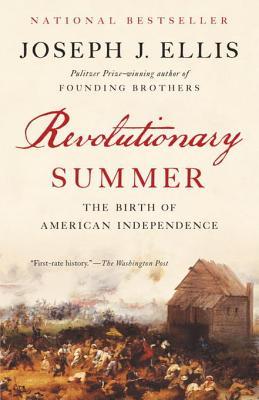 NATIONAL BESTSELLER
JOSEPH J. ELLIS
Pulitzer Prize–winning author of
FOUNDING BROTHERS
Revolutionary
SUMMER
THE BIRTH OF
AMERICAN INDEPENDENCE
"First-rate history."—The Washington Post